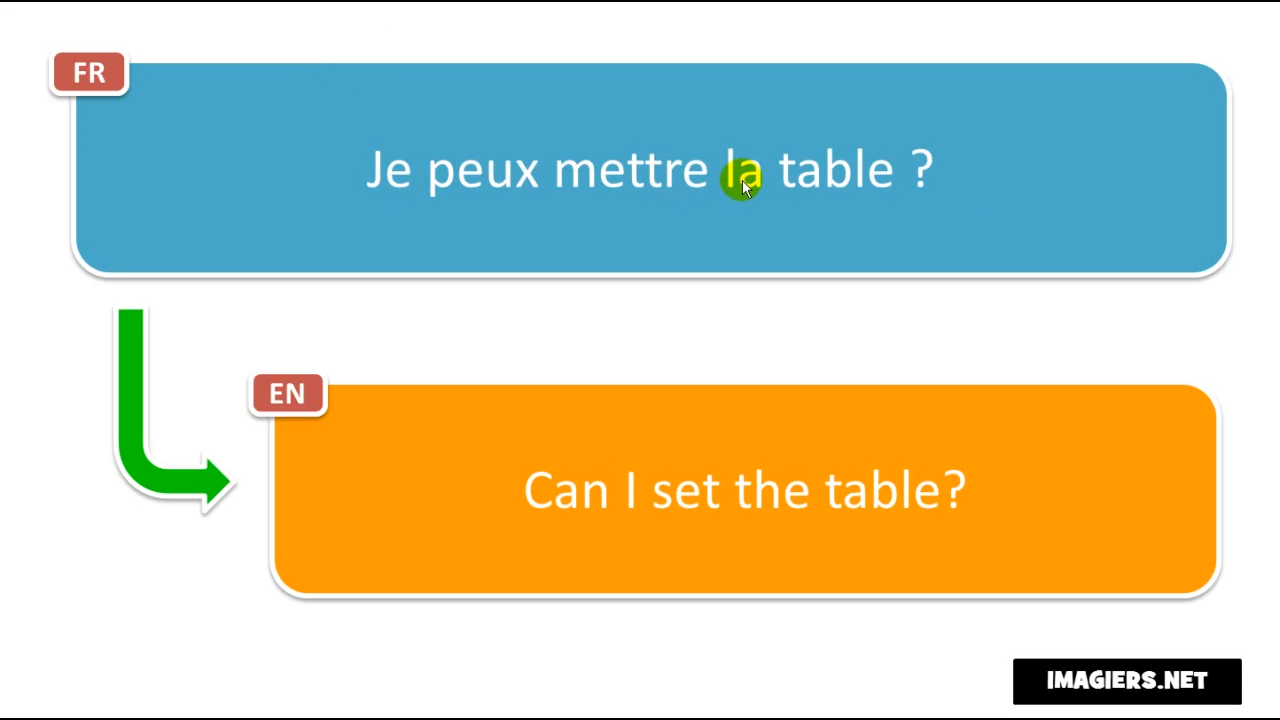 FR
Je peux mettre la table ?
EN
Can I set the table?
IMAGIERS.NET